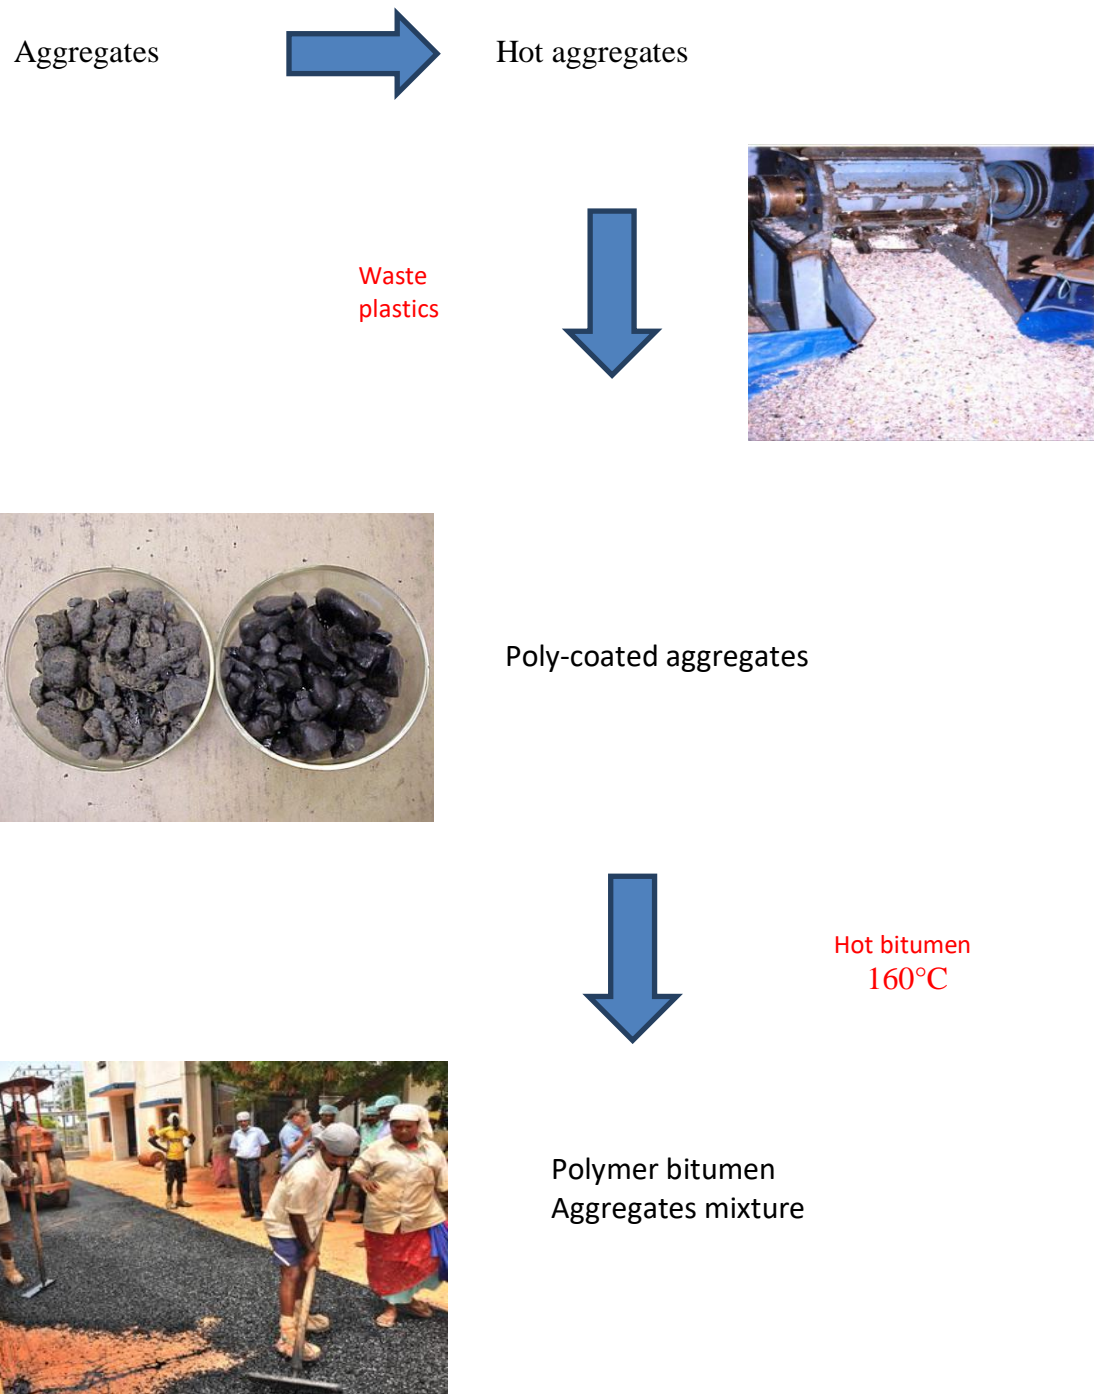 Aggregates
Hot aggregates
Waste
plastics
Poly-coated aggregates
Hot bitumen
160°C
Polymer bitumen
Aggregates mixture